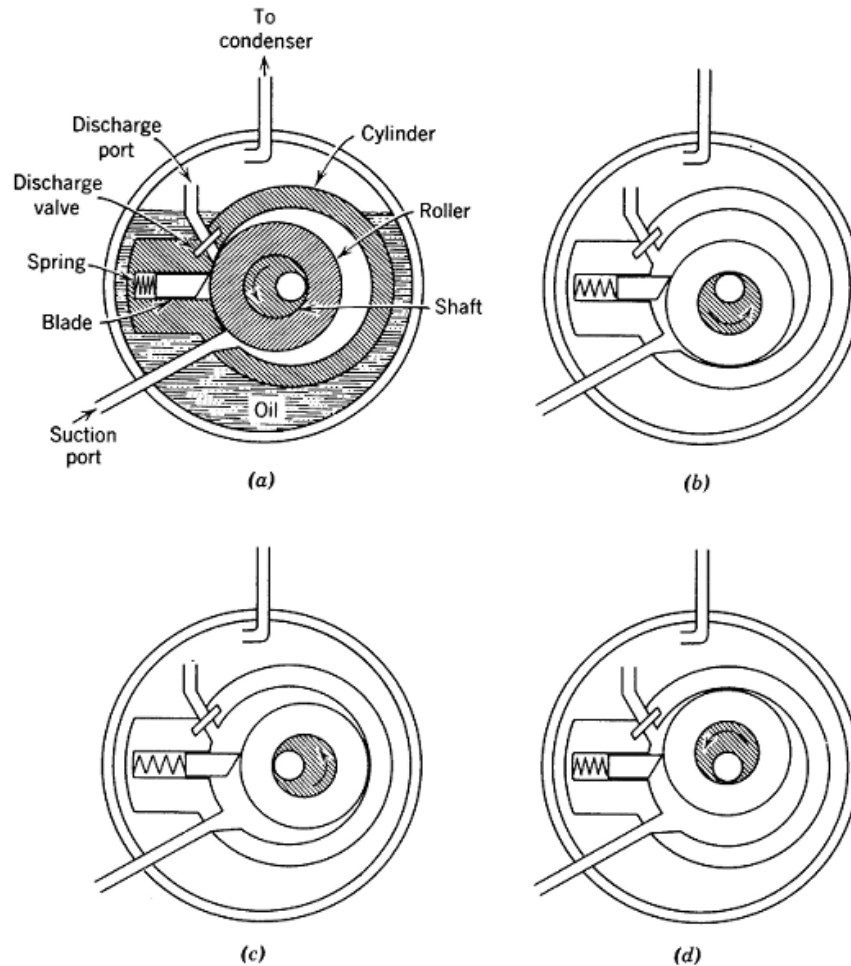 To
condenser
Discharge
port
Cylinder
Discharge
valve
Roller
Spring
Shaft
Blade
Oil
Suction
port
(a)
(b)
(c)
(d)